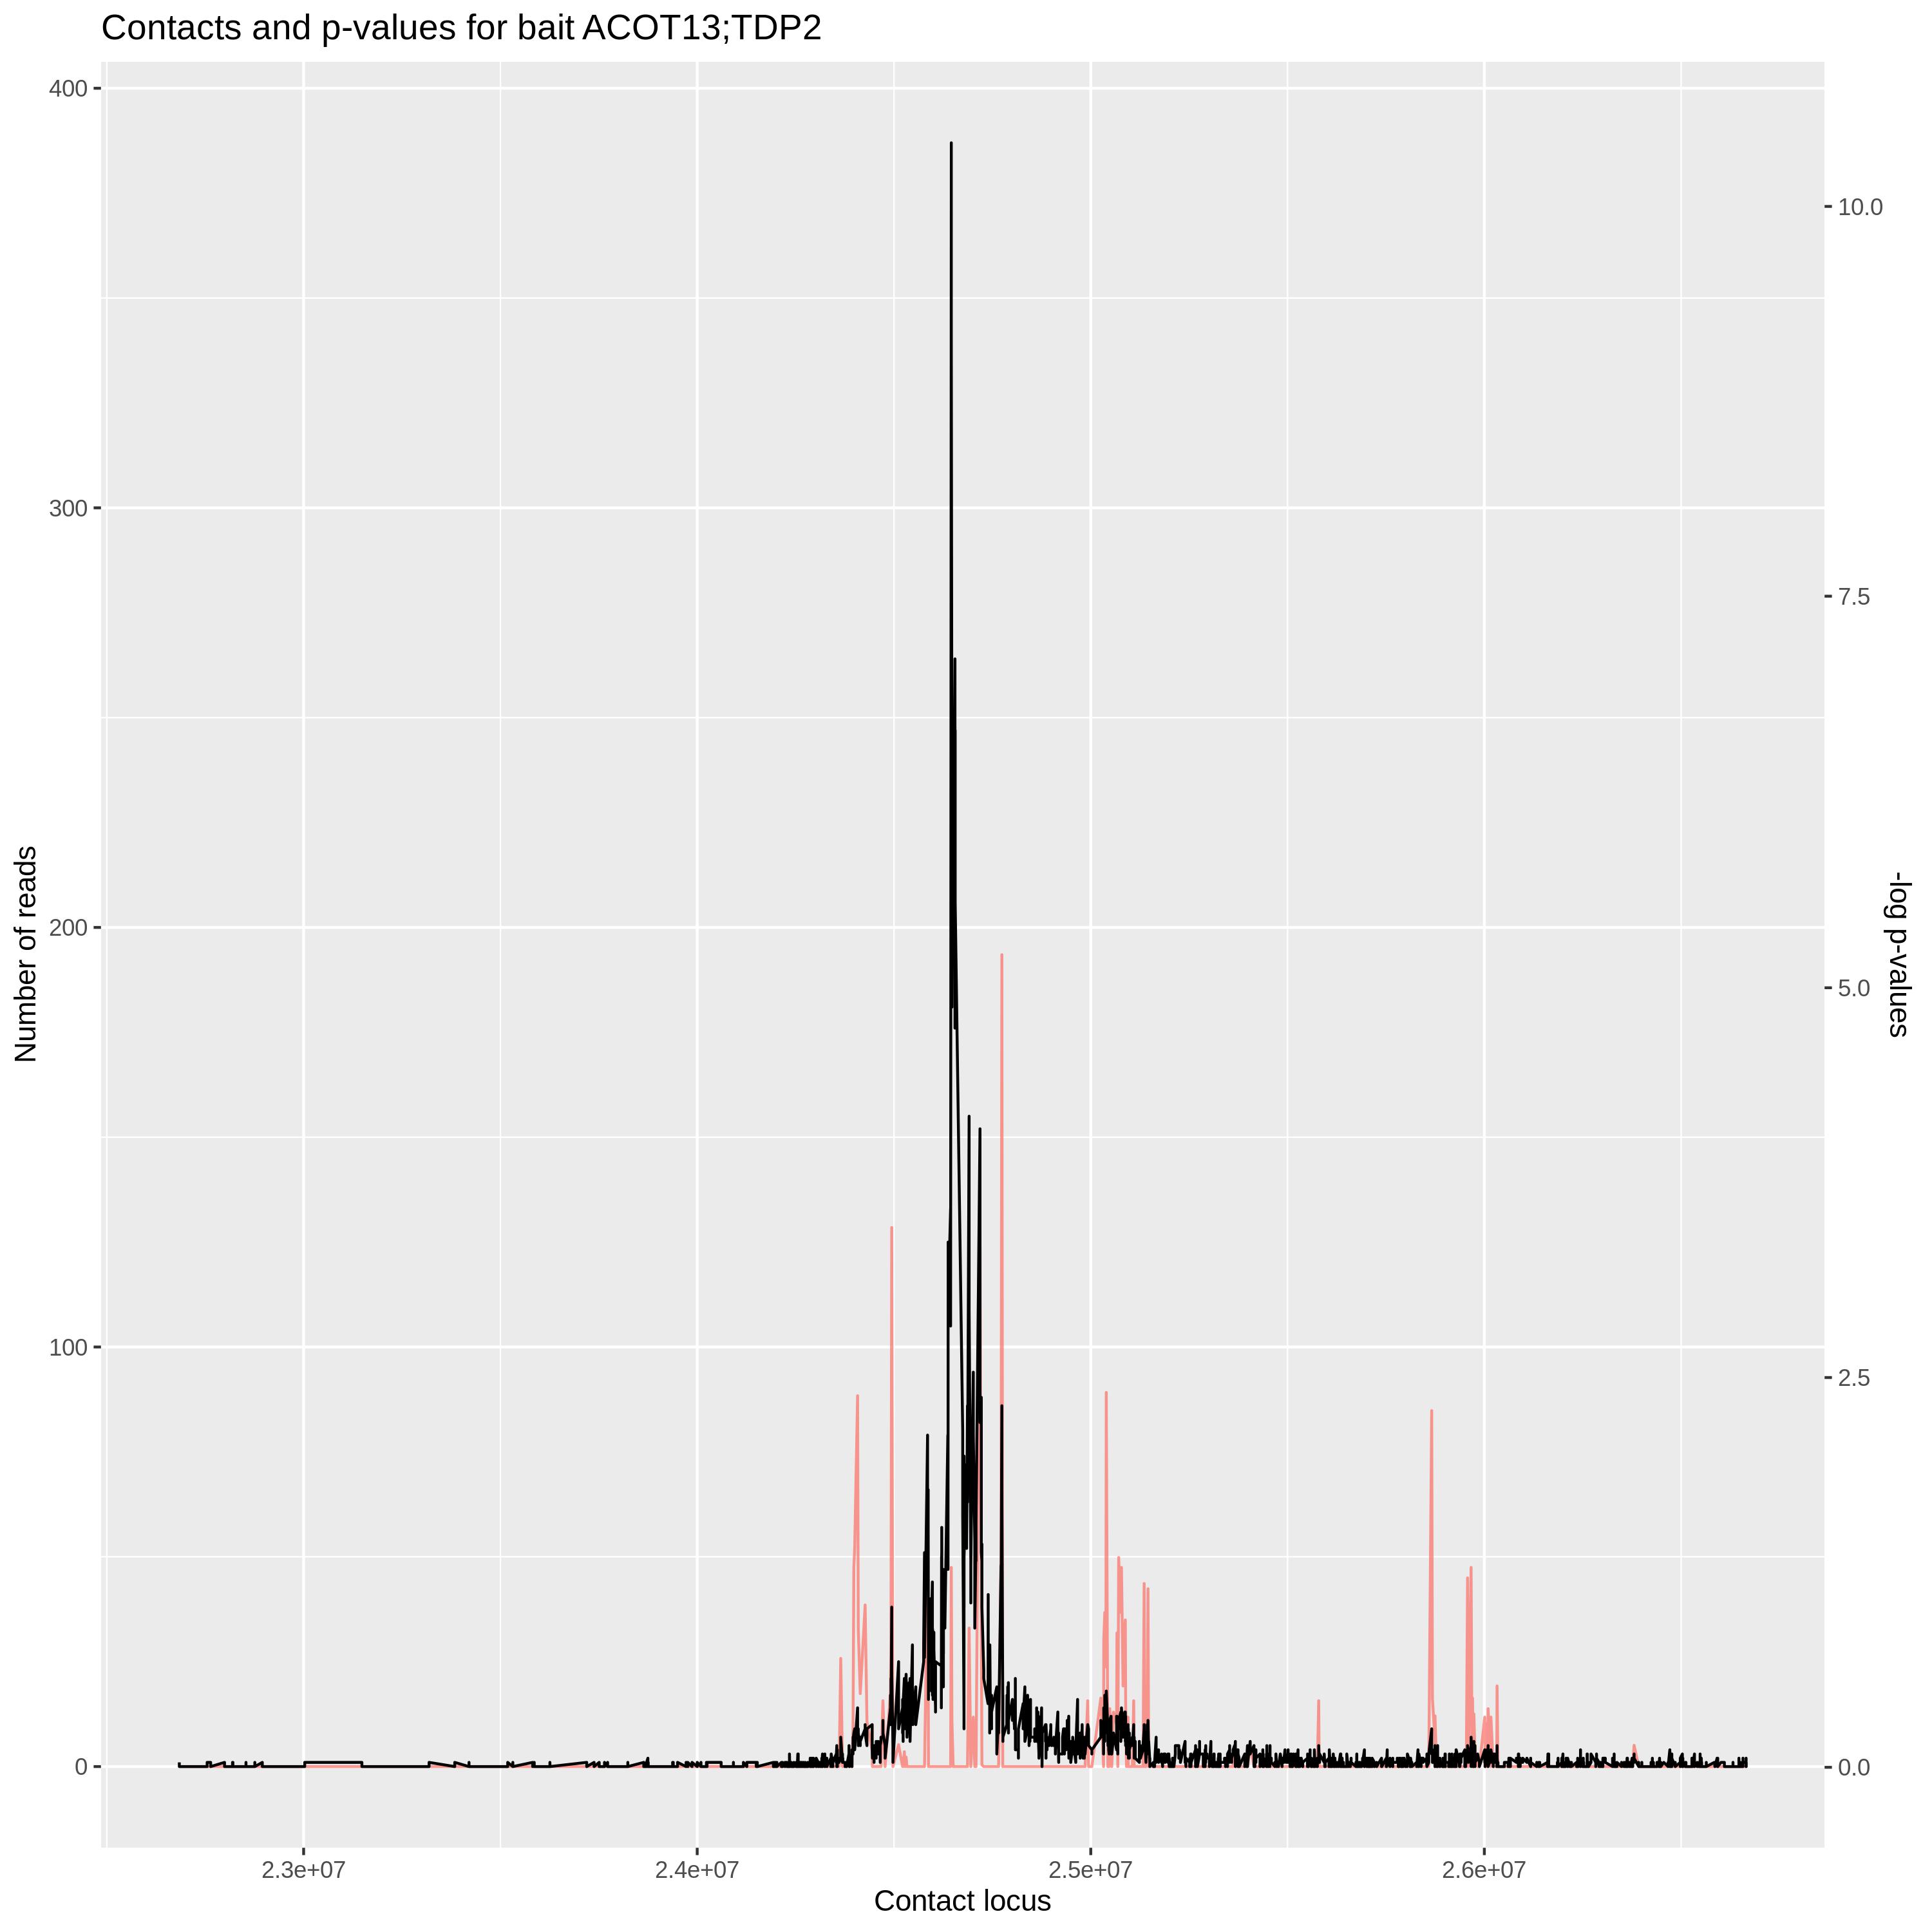 Contacts and p-values for bait ACOT13;TDP2
400
300
200
100
0
Number of reads
10.0
7.5
5.0
2.5
0.0
-log p-values
2.3e+07
2.4e+07
2.5e+07
2.6e+07
Contact locus